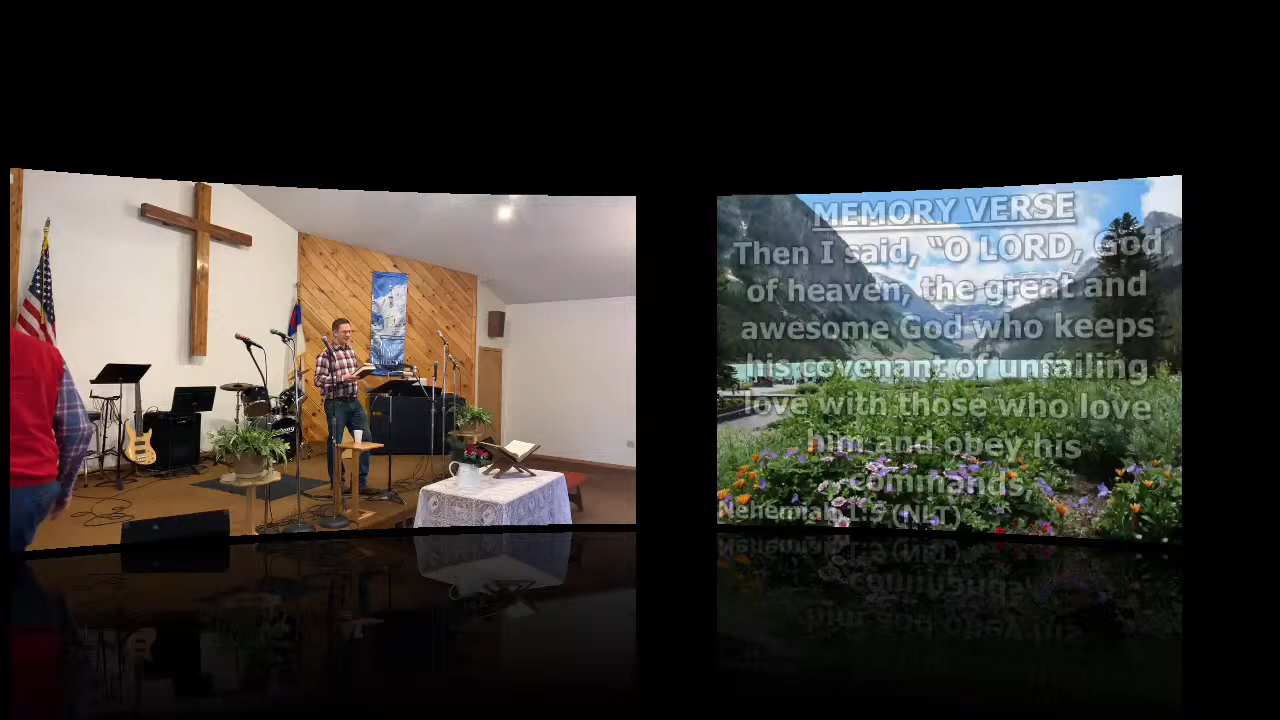 MEMORY VERSE
Then I said, “O LORD, God
of heaven, the great and
awesome God who keeps
his covenant of unfailing
love with those who love
him and obey his
commands,
Nehemiah 1:5 (NLT)